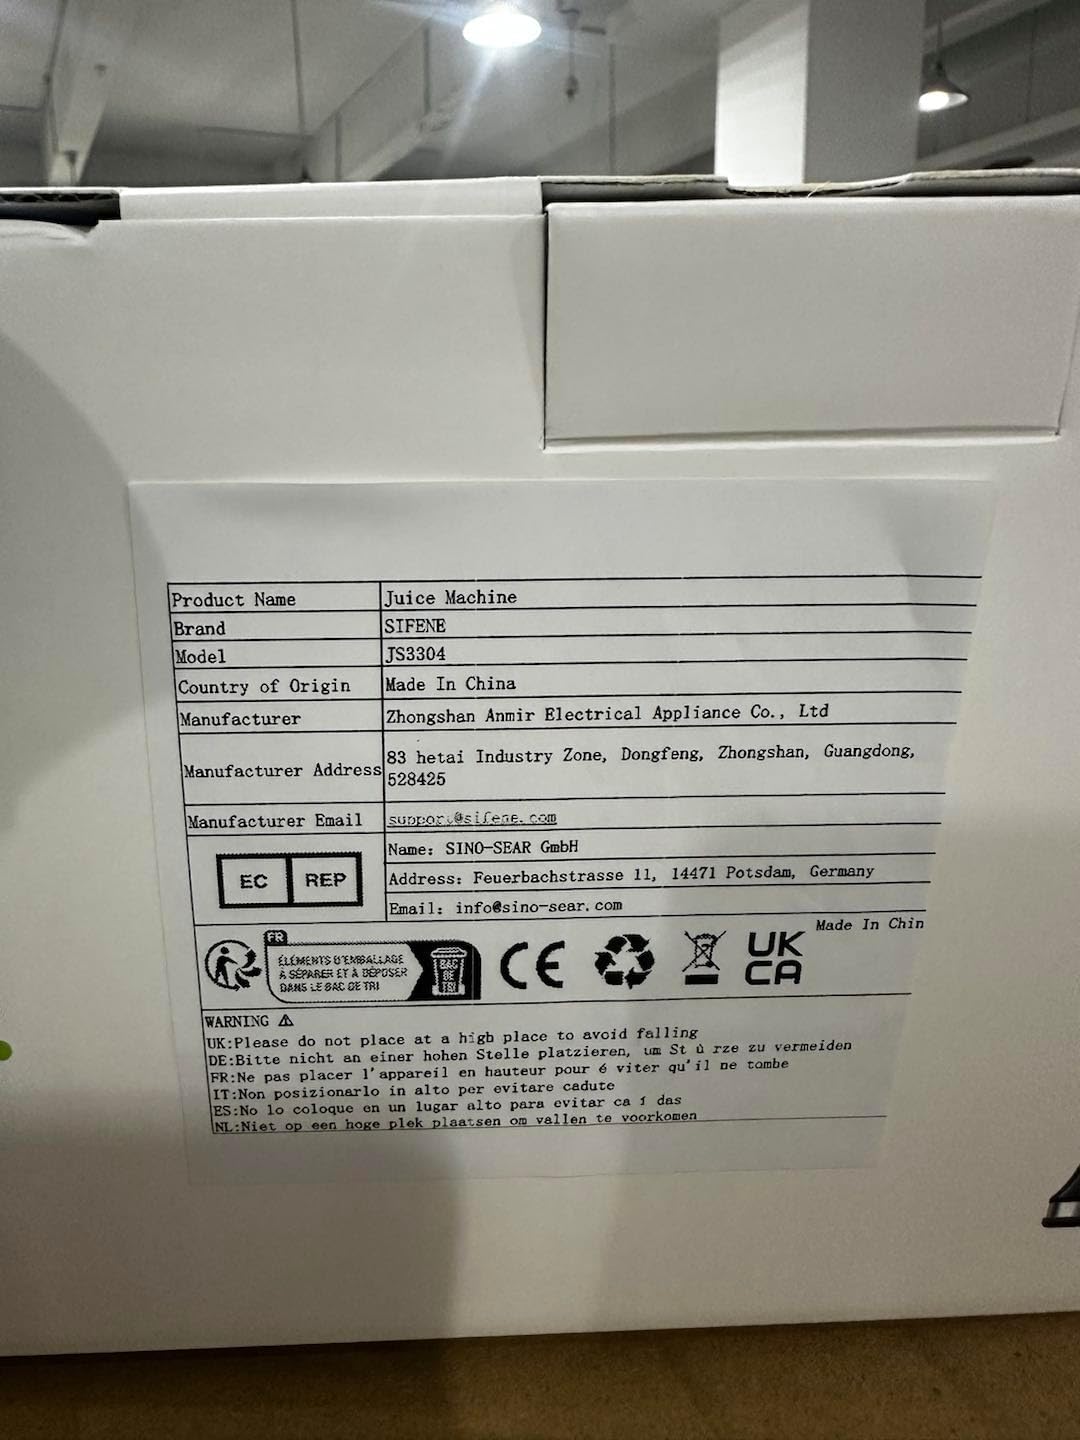 Product Name Juice Machine
Brand SIFENE
Model JS3304
Country of Origin Made In China
Manufacturer Zhongshan Anmir Electrical Appliance Co., Ltd
Manufacturer Address 83 hetai Industry Zone, Dongfeng, Zhongshan, Guangdong,
528425
Manufacturer Email support@sifene.com
EC REP
Name: SINO-SEAR GmbH
Address: Feuerbachstrasse 11, 14471 Potsdam, Germany
Email: info@sino-sear.com
Made In Chin
FR
ÉLÉMENTS D'EMBALLAGE
À SÉPARER ET À DÉPOSER
DANS LE BAC DE TRI
BAC
DE
TRI
CE
UK
CA
WARNING ⚠
UK:Please do not place at a high place to avoid falling
DE:Bitte nicht an einer hohen Stelle platzieren, um St ü rze zu vermeiden
FR:Ne pas placer l'appareil en hauteur pour é viter qu'il ne tombe
IT:Non posizionarlo in alto per evitare cadute
ES:No lo coloque en un lugar alto para evitar ca í das
NL:Niet op een hoge plek plaatsen om vallen te voorkomen